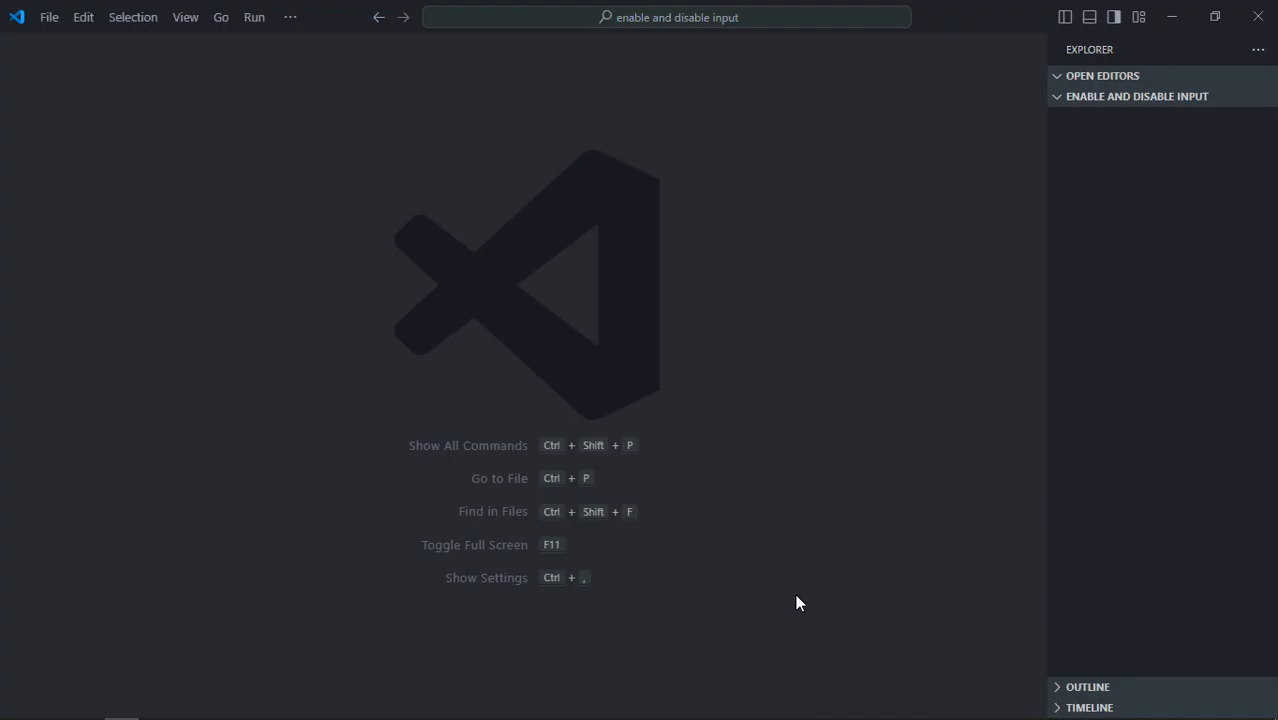 File Edit Selection View Go Run ···
enable and disable input
EXPLORER ···
OPEN EDITORS
ENABLE AND DISABLE INPUT
Show All Commands Ctrl + Shift + P
Go to File Ctrl + P
Find in Files Ctrl + Shift + F
Toggle Full Screen F11
Show Settings Ctrl + ,
OUTLINE
TIMELINE